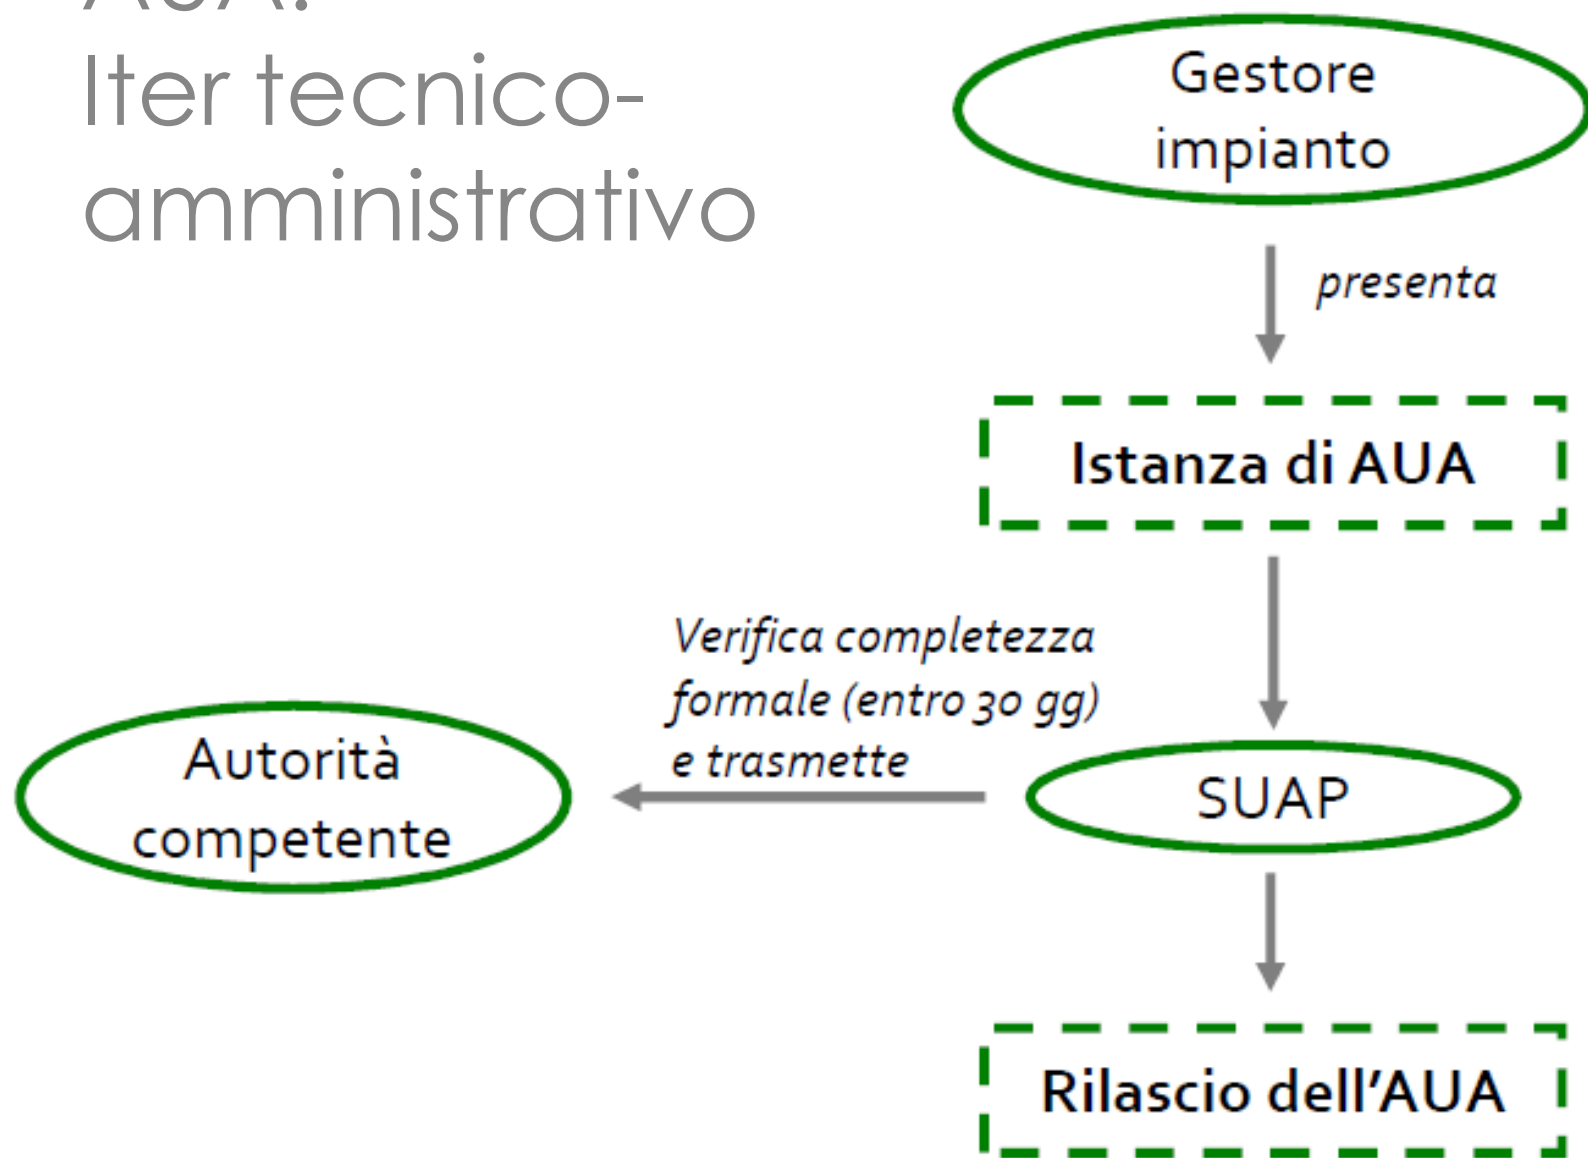 AUA:
Iter tecnico-
amministrativo
Gestore
impianto
presenta
Istanza di AUA
Verifica completezza
formale (entro 30 gg)
e trasmette
Autorità
competente
SUAP
Rilascio dell'AUA